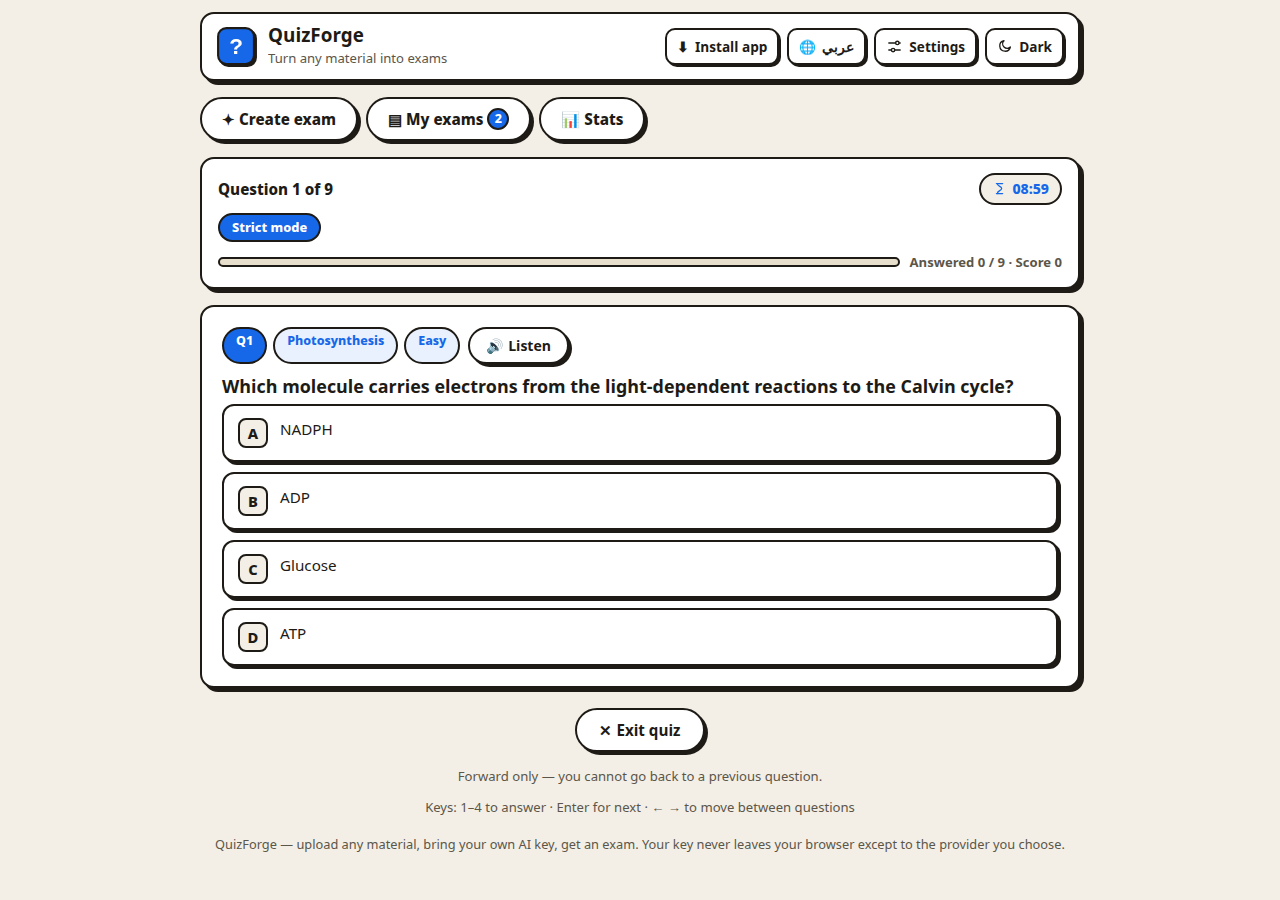 ? QuizForge
Turn any material into exams
⬇ Install app
🌐 عربي
Settings
Dark
✦ Create exam
▤ My exams 2
📊 Stats
Question 1 of 9
08:59
Strict mode
Answered 0 / 9 · Score 0
Q1
Photosynthesis
Easy
🔊 Listen
Which molecule carries electrons from the light-dependent reactions to the Calvin cycle?
A NADPH
B ADP
C Glucose
D ATP
✕ Exit quiz
Forward only — you cannot go back to a previous question.
Keys: 1–4 to answer · Enter for next · ← → to move between questions
QuizForge — upload any material, bring your own AI key, get an exam. Your key never leaves your browser except to the provider you choose.